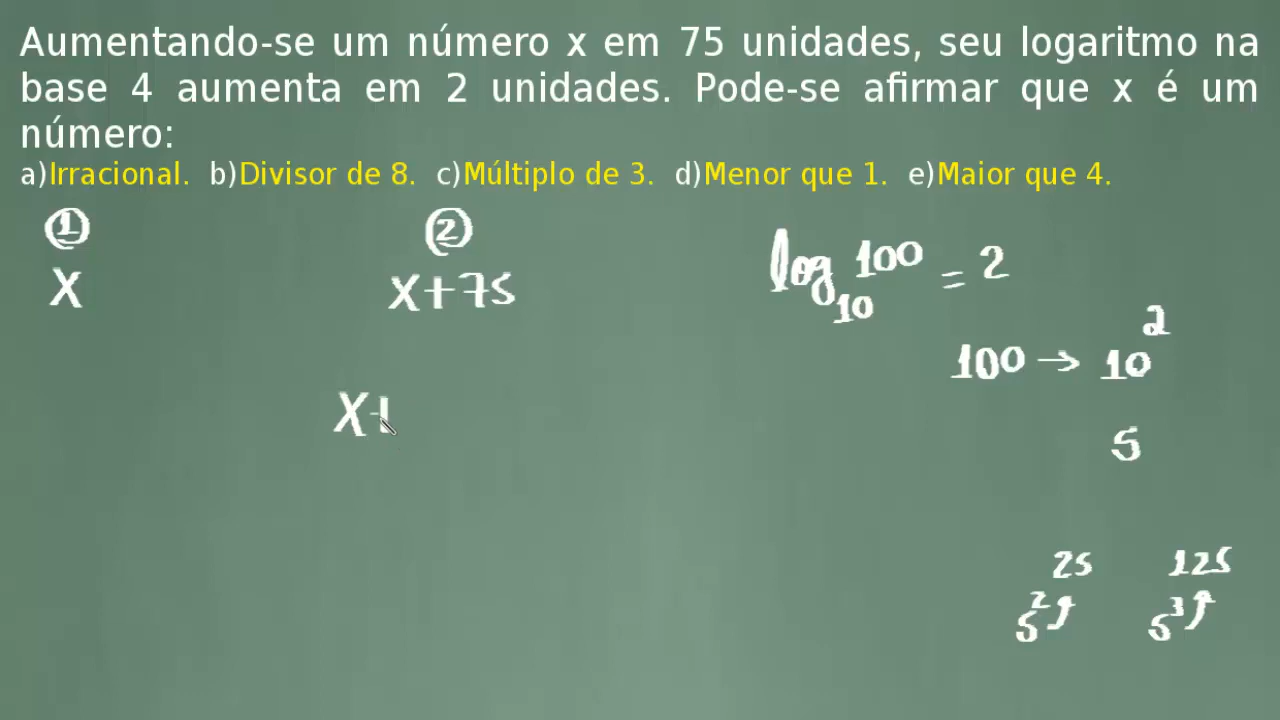 Aumentando-se um número x em 75 unidades, seu logaritmo na
base 4 aumenta em 2 unidades. Pode-se afirmar que x é um
número:
a)Irracional. b)Divisor de 8. c)Múltiplo de 3. d)Menor que 1. e)Maior que 4.
1 2
X X+75
log₁₀ 100 = 2
100 → 10²
X+
5
25 125
5² 5³